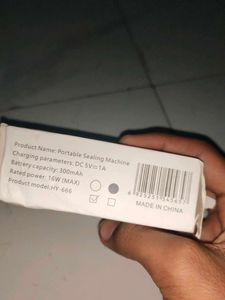 Product Name: Portable Sealing Machine
Charging parameters: DC 5V⎓1A
Battrery capacity: 300mAh
Rated power: 16W (MAX)
Product model: HY-666
MADE IN CHINA